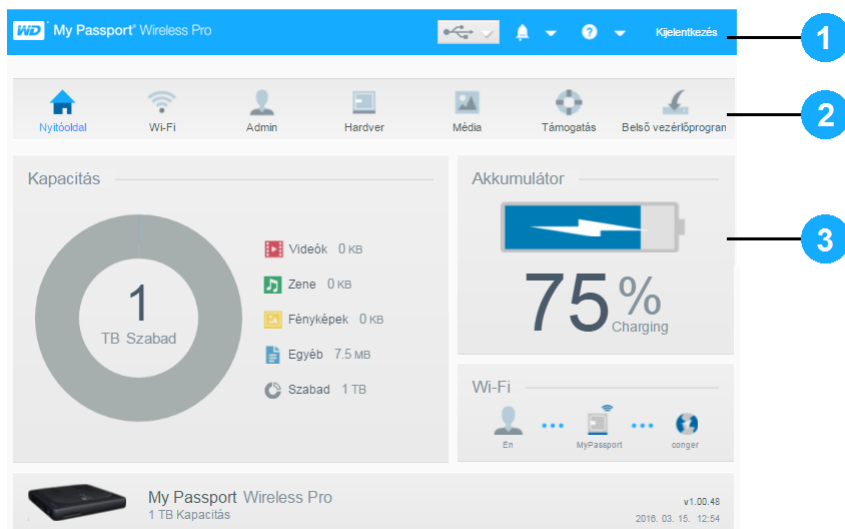 WD My Passport® Wireless Pro
Kijelentkezés
1
Nyitóoldal
Wi-Fi
Admin
Hardver
Média
Támogatás
Belső vezérlőprogran
2
Kapacitás
1
TB Szabad
Videók 0 KB
Zene 0 KB
Fényképek 0 KB
Egyéb 7.5 MB
Szabad 1 TB
Akkumulátor
75 %
Charging
3
Wi-Fi
Én
MyPassport
conger
My Passport Wireless Pro
1 TB Kapacitás
v1.00.48
2016. 03. 15. 12:54